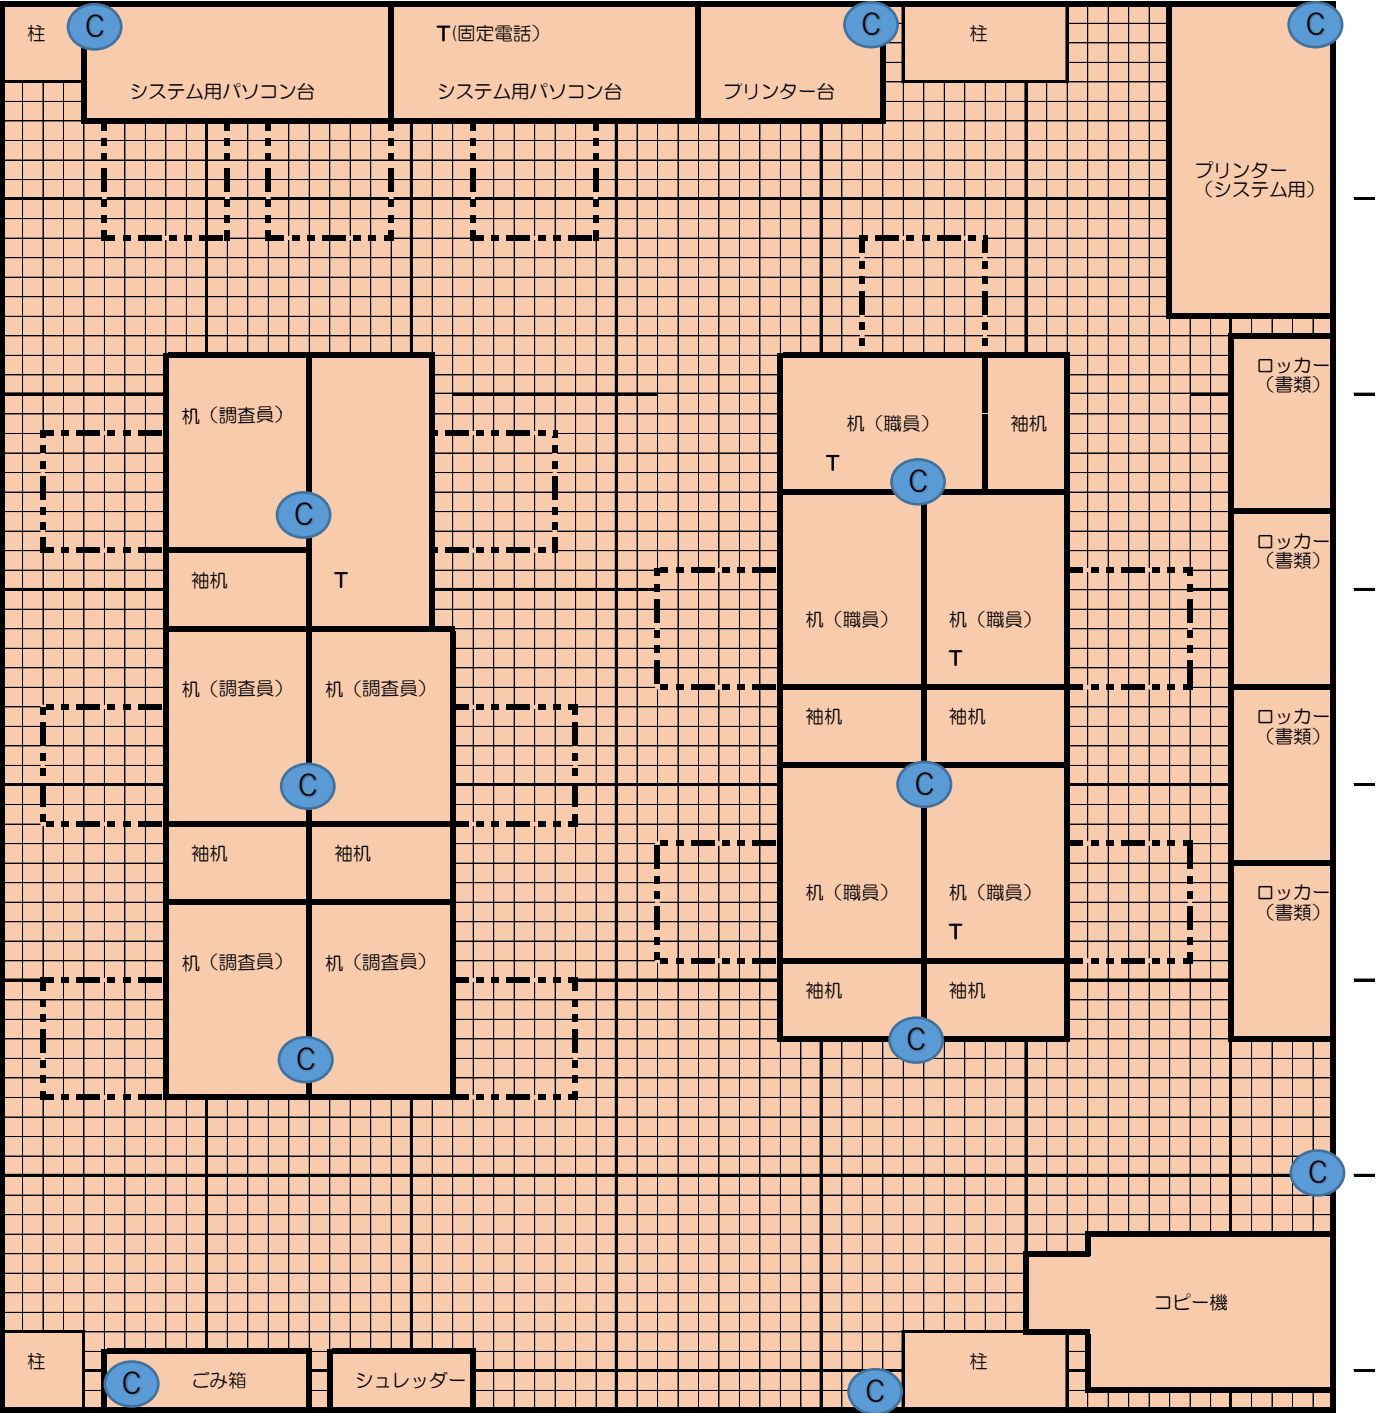 柱
C
T(固定電話)
C
柱
C
システム用パソコン台
システム用パソコン台
プリンター台
プリンター
(システム用)
ロッカー
(書類)
机（調査員）
机（職員）
袖机
T
C
C
ロッカー
(書類)
袖机
T
机（職員）
机（職員）
T
机（調査員）
机（調査員）
袖机
袖机
ロッカー
(書類)
C
C
袖机
袖机
机（職員）
机（職員）
ロッカー
(書類)
T
机（調査員）
机（調査員）
袖机
袖机
C
C
C
コピー機
柱
C
ごみ箱
シュレッダー
C
柱